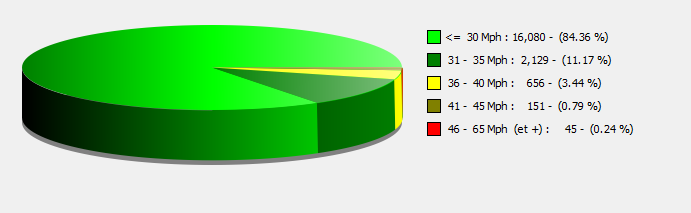 <= 30 Mph : 16,080 - (84.36 %)
31 - 35 Mph : 2,129 - (11.17 %)
36 - 40 Mph : 656 - (3.44 %)
41 - 45 Mph : 151 - (0.79 %)
46 - 65 Mph (et +) : 45 - (0.24 %)